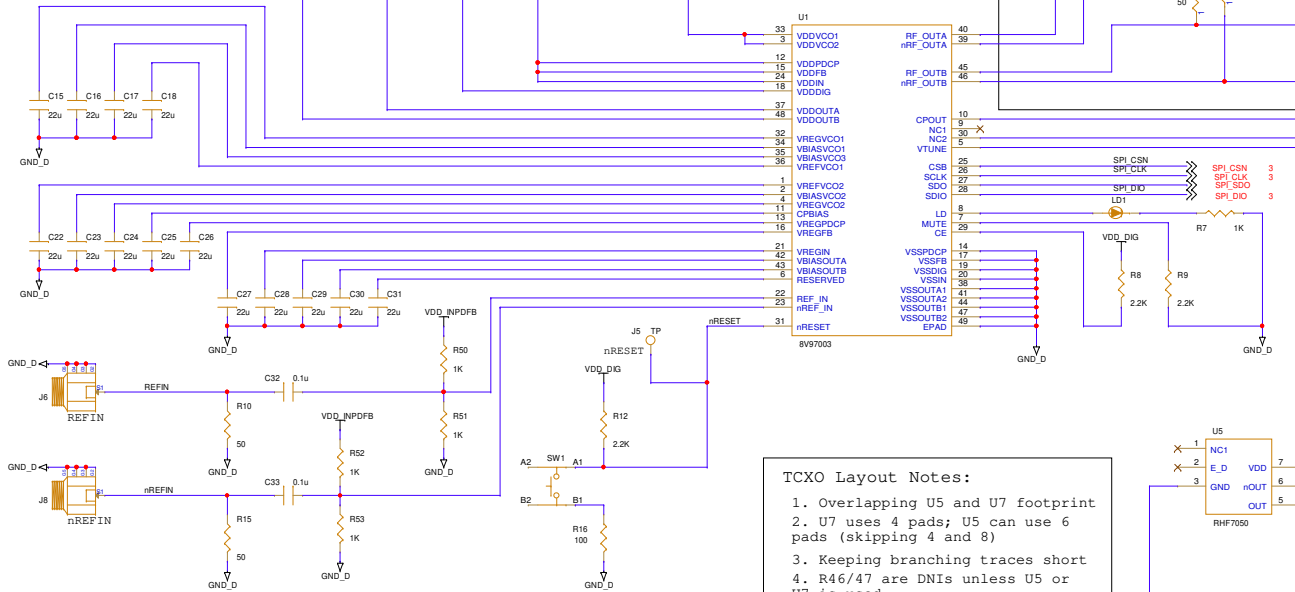 50
1
1
U1
33 VDDVCO1
3 VDDVCO2
12 VDDPDCP
15 VDDFB
24 VDDIN
18 VDDDIG
37 VDDOUTA
48 VDDOUTB
32 VREGVCO1
34 VBIASVCO1
35 VBIASVCO3
36 VREFVCO1
1 VREFVCO2
2 VBIASVCO2
4 VREGVCO2
11 CPBIAS
13 VREGPDCP
16 VREGFB
21 VREGIN
42 VBIASOUTA
43 VBIASOUTB
6 RESERVED
22 REF_IN
23 nREF_IN
31 nRESET
RF_OUTA 40
nRF_OUTA 39
RF_OUTB 45
nRF_OUTB 46
CPOUT 10
NC1 9
NC2 30
VTUNE 5
CSB 25
SCLK 26
SDO 27
SDIO 28
LD 8
MUTE 7
CE 29
VSSPDCP 14
VSSFB 17
VSSDIG 19
VSSIN 20
VSSOUTA1 38
VSSOUTA2 41
VSSOUTB1 44
VSSOUTB2 47
EPAD 49
8V97003
C15 22u
C16 22u
C17 22u
C18 22u
GND_D
C22 22u
C23 22u
C24 22u
C25 22u
C26 22u
GND_D
C27 22u
C28 22u
C29 22u
C30 22u
C31 22u
GND_D
SPI_CSN SPI_CSN 3
SPI_CLK SPI_CLK 3
SPI_SDO
SPI_DIO SPI_DIO 3
LD1
R7 1K
VDD_DIG
R8 2.2K
R9 2.2K
GND_D
GND_D
VDD_INPDFB
R50 1K
R51 1K
GND_D
GND_D
J6
REFIN
S1
REFIN
C32 0.1u
R10 50
GND_D
VDD_INPDFB
R52 1K
GND_D
J8
nREFIN
S1
nREFIN
C33 0.1u
R15 50
GND_D
R53 1K
GND_D
nRESET
J5 TP
nRESET
VDD_DIG
R12 2.2K
SW1
A2 A1
B2 B1
R16 100
GND_D
TCXO Layout Notes:
1. Overlapping U5 and U7 footprint
2. U7 uses 4 pads; U5 can use 6
pads (skipping 4 and 8)
3. Keeping branching traces short
4. R46/47 are DNIs unless U5 or
U5
1 NC1
2 E_D
3 GND
VDD 7
nOUT 6
OUT 5
RHF7050